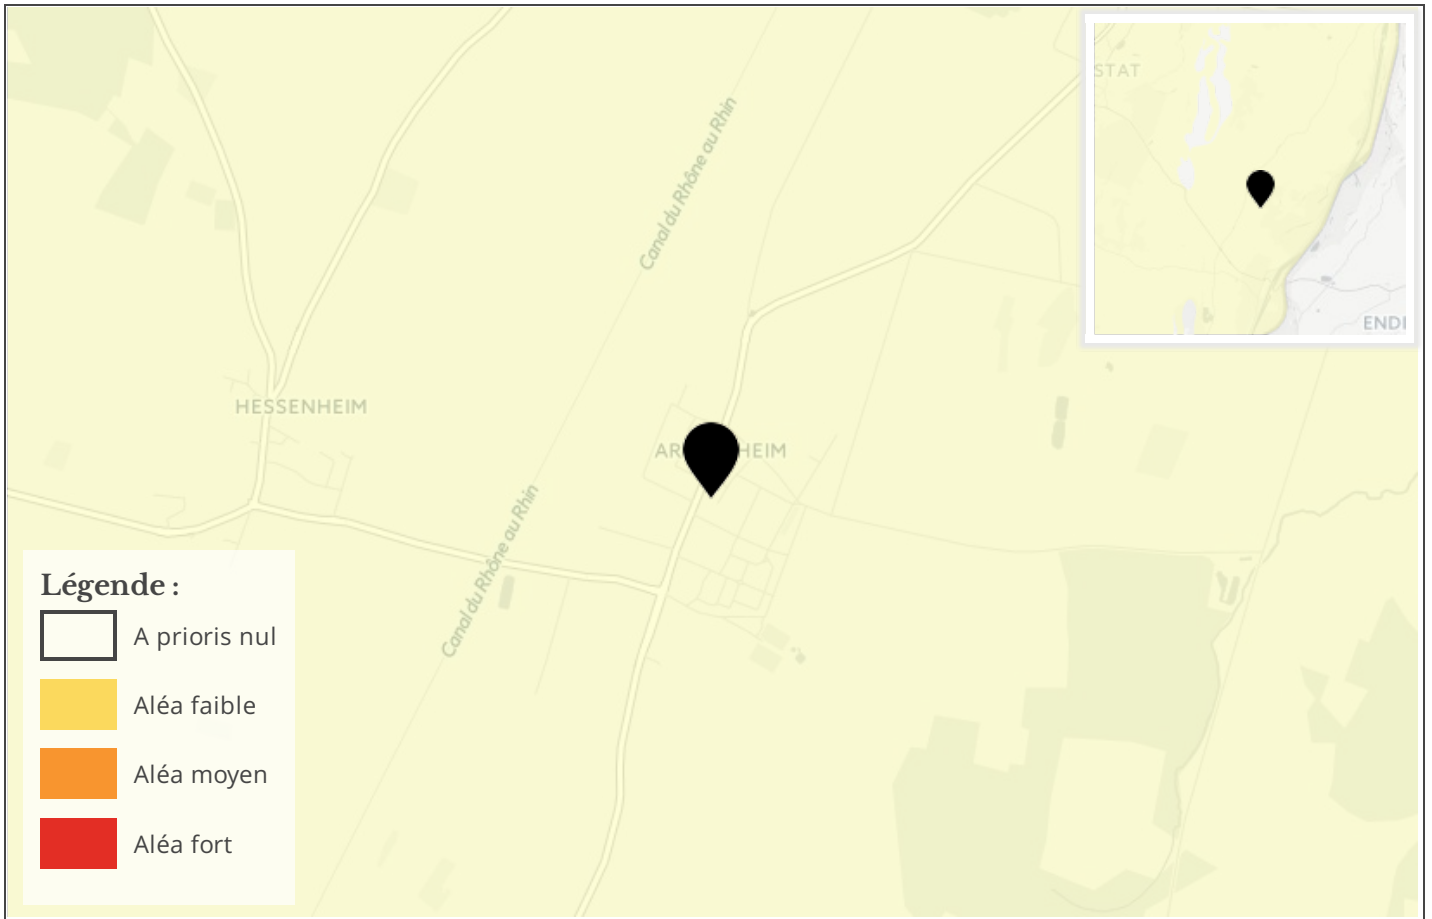 Canal du Rhône au Rhin
STAT
ENDI
HESSENHEIM
AR HEIM
Canal du Rhône au Rhin
Légende :
A prioris nul
Aléa faible
Aléa moyen
Aléa fort